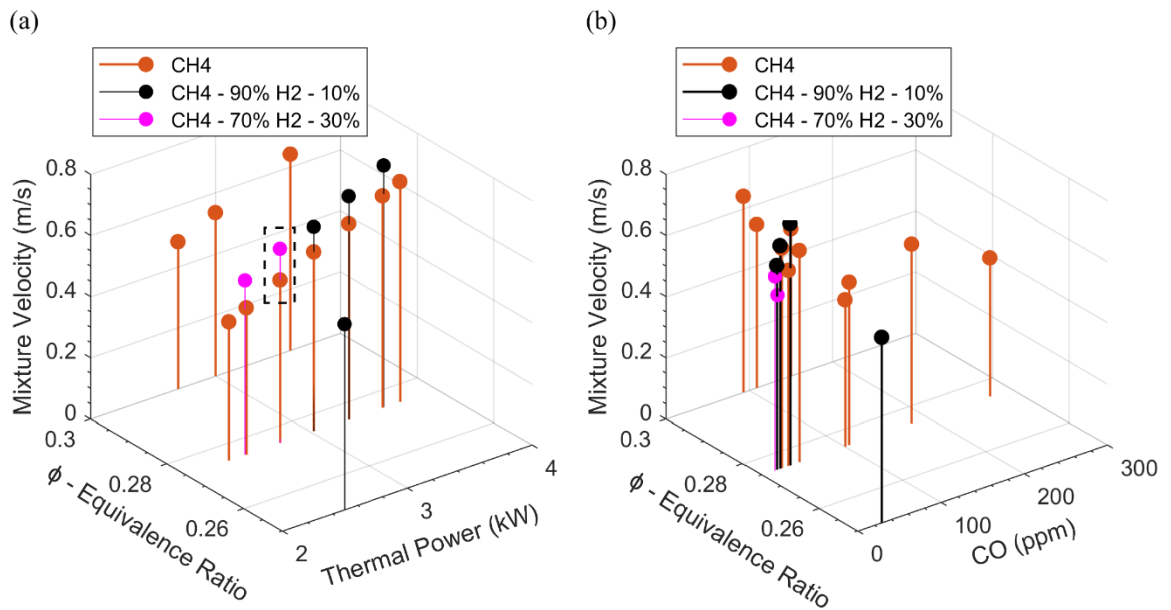 (a)
CH4
CH4 - 90% H2 - 10%
CH4 - 70% H2 - 30%
Mixture Velocity (m/s)
0.8
0.6
0.4
0.2
0
0.3
0.28
0.26
ϕ - Equivalence Ratio
2
3
4
Thermal Power (kW)
(b)
CH4
CH4 - 90% H2 - 10%
CH4 - 70% H2 - 30%
Mixture Velocity (m/s)
0.8
0.6
0.4
0.2
0
0.3
0.28
0.26
ϕ - Equivalence Ratio
0
100
200
300
CO (ppm)